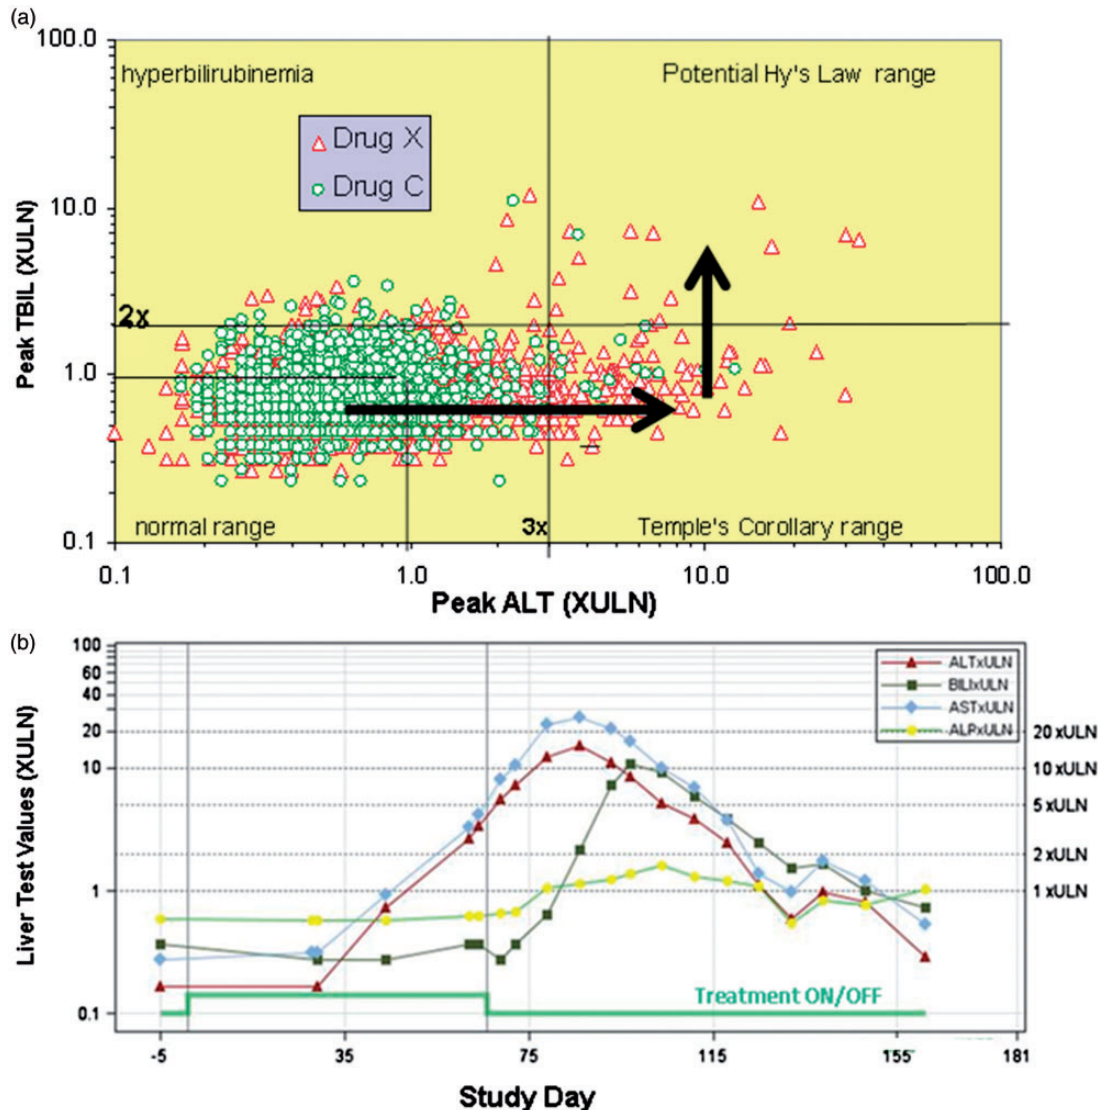 (a)
100.0
hyperbilirubinemia
Potential Hy's Law range
Drug X
Drug C
10.0
2x
1.0
Peak TBIL (XULN)
normal range
3x
Temple's Corollary range
0.1
0.1
1.0
10.0
100.0
Peak ALT (XULN)
(b)
100
60
40
20
10
5
2
1
0.1
Liver Test Values (XULN)
ALTxULN
BILIxULN
ASTxULN
ALPxULN
20 xULN
10 xULN
5 xULN
2 xULN
1 xULN
Treatment ON/OFF
-5
35
75
115
155
181
Study Day